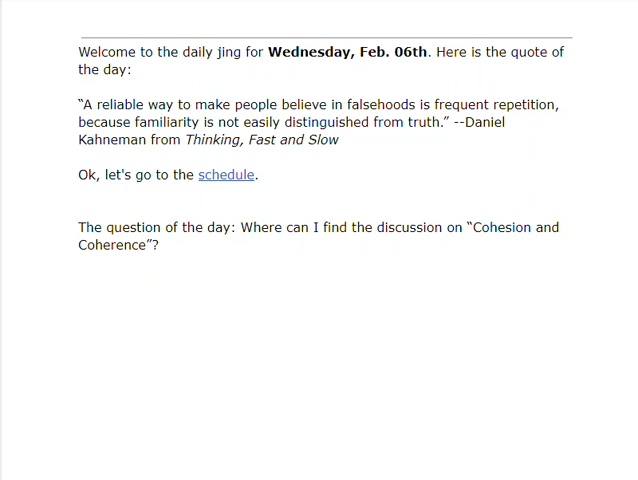 Welcome to the daily jing for Wednesday, Feb. 06th. Here is the quote of
the day:
“A reliable way to make people believe in falsehoods is frequent repetition,
because familiarity is not easily distinguished from truth.” --Daniel
Kahneman from Thinking, Fast and Slow
Ok, let's go to the schedule.
The question of the day: Where can I find the discussion on “Cohesion and
Coherence”?